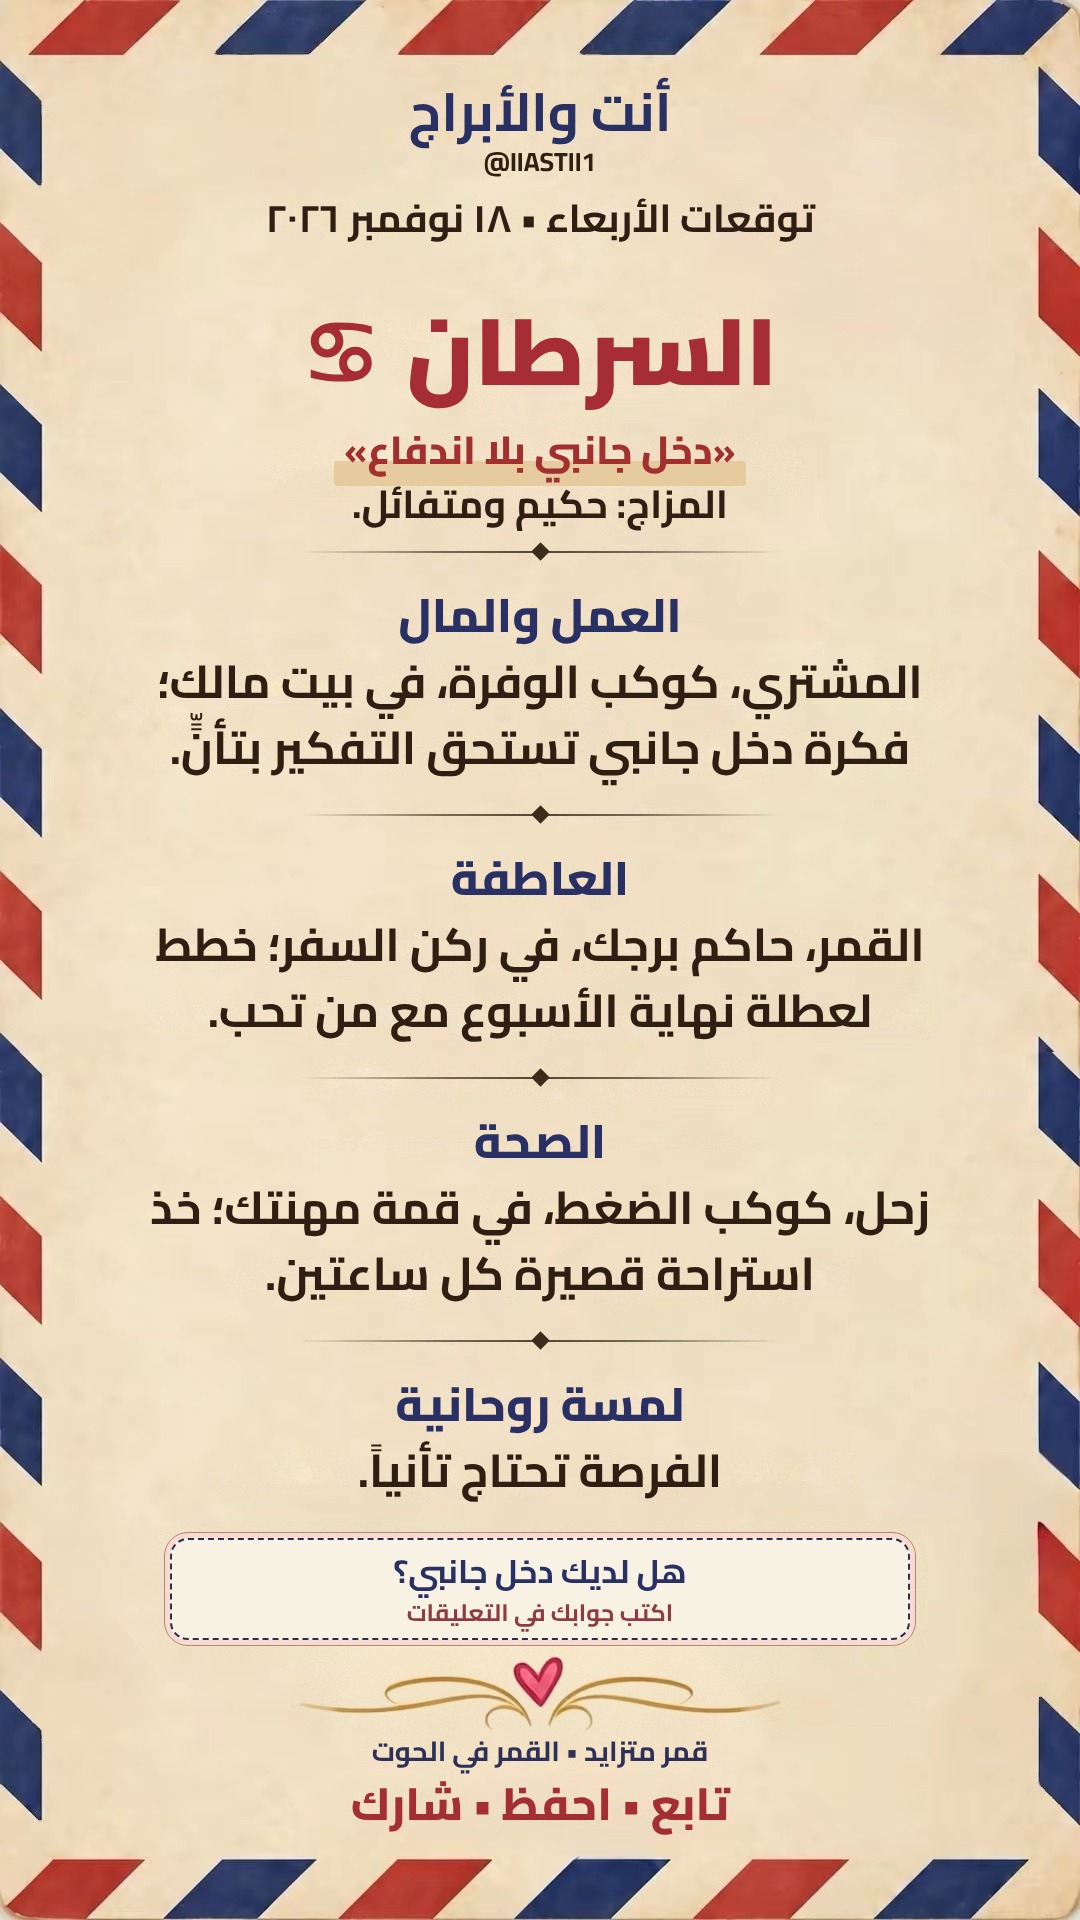 أنت والأبراج
@IIASTII1
توقعات الأربعاء ▪ ١٨ نوفمبر ٢٠٢٦
السرطان ♋
«دخل جانبي بلا اندفاع»
المزاج: حكيم ومتفائل.
العمل والمال
المشتري، كوكب الوفرة، في بيت مالك؛
فكرة دخل جانبي تستحق التفكير بتأنٍّ.
العاطفة
القمر، حاكم برجك، في ركن السفر؛ خطط
لعطلة نهاية الأسبوع مع من تحب.
الصحة
زحل، كوكب الضغط، في قمة مهنتك؛ خذ
استراحة قصيرة كل ساعتين.
لمسة روحانية
الفرصة تحتاج تأنياً.
هل لديك دخل جانبي؟
اكتب جوابك في التعليقات
قمر متزايد ▪ القمر في الحوت
تابع ▪ احفظ ▪ شارك